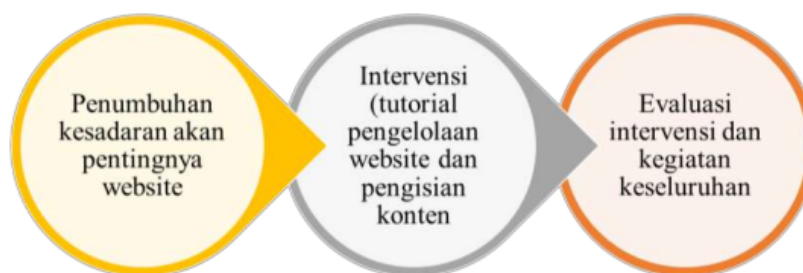 Penumbuhan
kesadaran akan
pentingnya
website
Intervensi
(tutorial
pengelolaan
website dan
pengisian
konten
Evaluasi
intervensi dan
kegiatan
keseluruhan